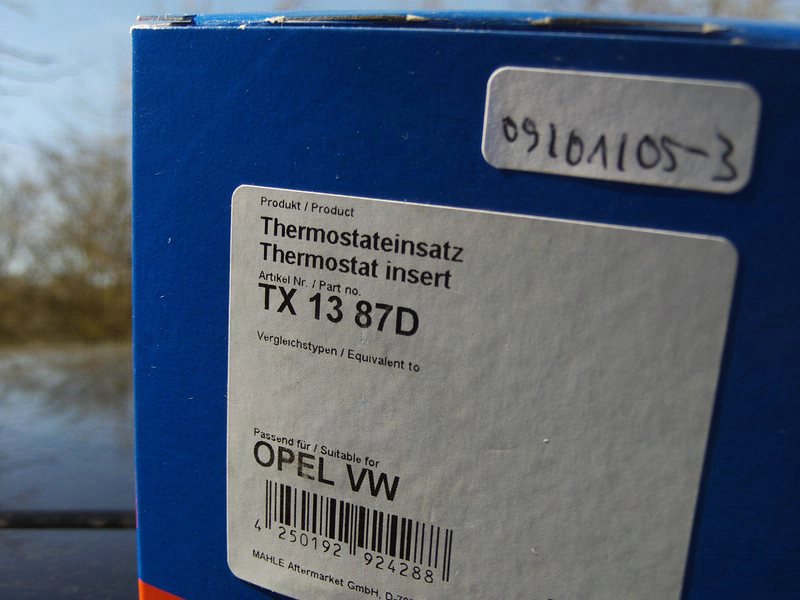 09101105-3
Produkt / Product
Thermostateinsatz
Thermostat insert
Artikel Nr. / Part no.
TX 13 87D
Vergleichstypen / Equivalent to
Passend für / Suitable for
OPEL VW
4 250192 924288
MAHLE Aftermarket GmbH,